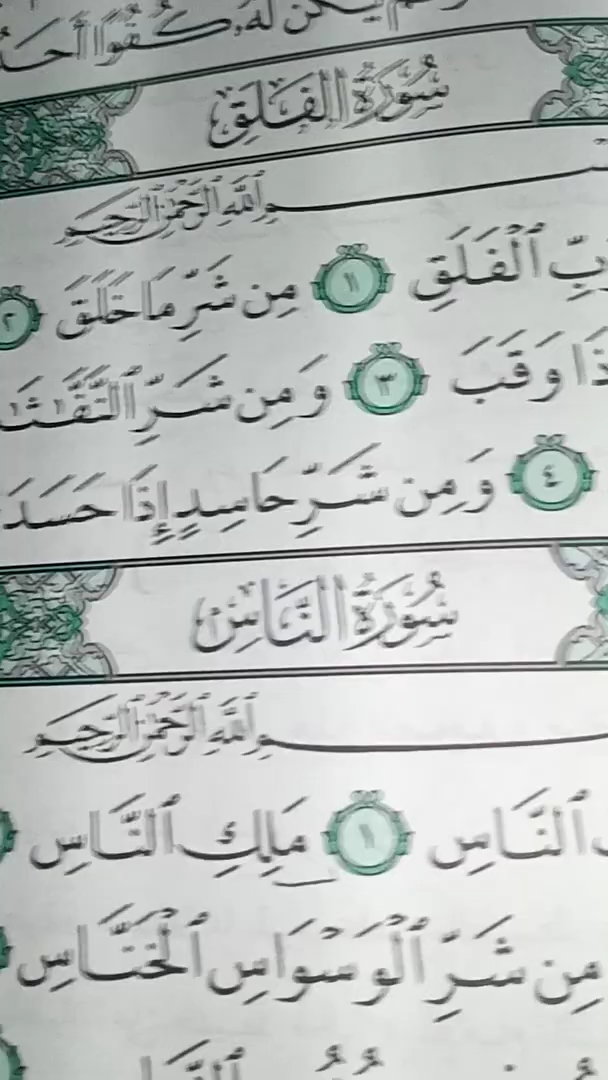 يَكُن لَّهُۥ كُفُوًا أَحَدٌ
سُورَةُ الفَلَقِ
بِسْمِ ٱللَّهِ ٱلرَّحْمَٰنِ ٱلرَّحِيمِ
رَبِّ ٱلْفَلَقِ ١ مِن شَرِّ مَا خَلَقَ ٢
وَقَبَ ٣ وَمِن شَرِّ
٤ وَمِن شَرِّ حَاسِدٍ إِذَا حَسَدَ
سُورَةُ النَّاسِ
ٱللَّهِ ٱلرَّحْمَٰنِ ٱلرَّحِيمِ
ٱلنَّاسِ ١ مَلِكِ ٱلنَّاسِ
مِن شَرِّ ٱلْوَسْوَاسِ ٱلْخَنَّاسِ